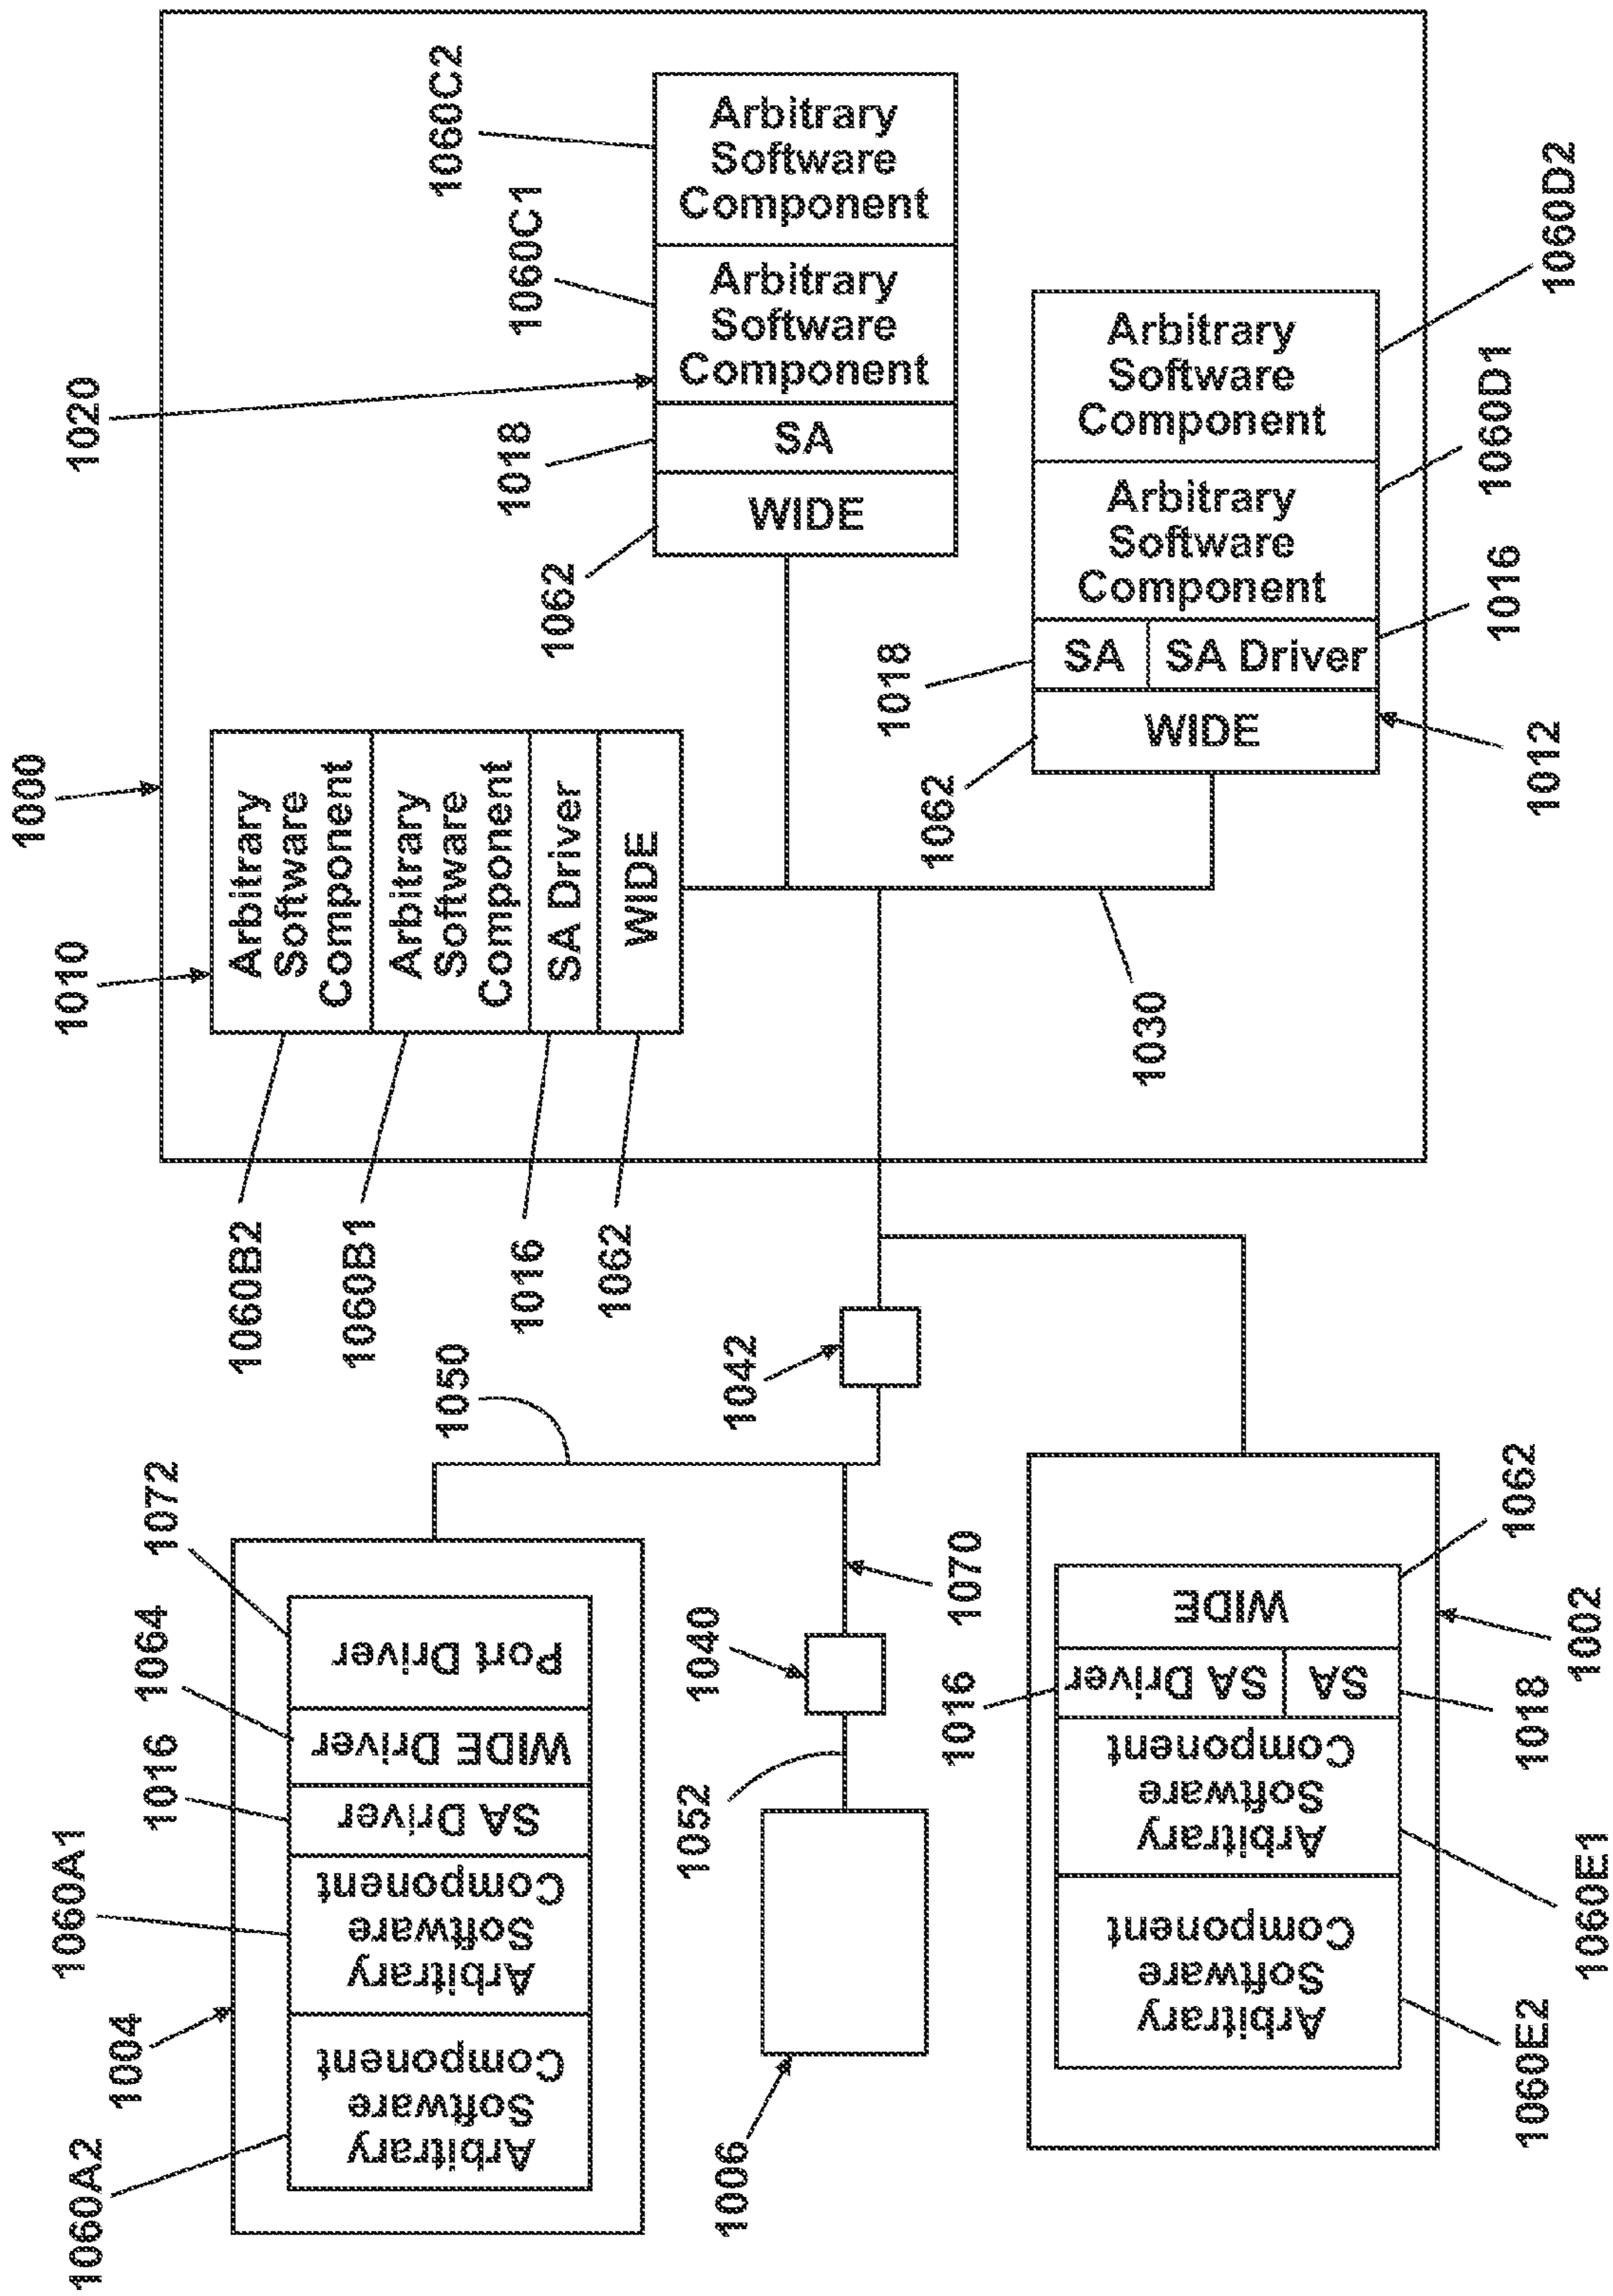 1000
1010
Arbitrary
Software
Component
Arbitrary
Software
Component
SA Driver
WIDE
1060B2
1060B1
1016
1062
1020
1060C2
1060C1
1018
1062
WIDE
SA
Arbitrary
Software
Component
Arbitrary
Software
Component
1018
1062
WIDE
SA
SA Driver
Arbitrary
Software
Component
Arbitrary
Software
Component
1060D2
1060D1
1016
1012
1030
1042
1050
1072
1064
1016
1060A1
1004
1060A2
Port Driver
WIDE Driver
SA Driver
Arbitrary
Software
Component
Arbitrary
Software
Component
1070
1040
1052
1006
1062
1002
1016
1018
1060E1
1060E2
WIDE
SA Driver
SA
Arbitrary
Software
Component
Arbitrary
Software
Component